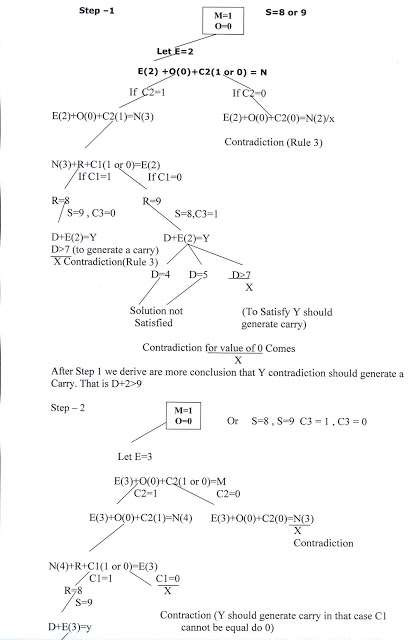 Step –1
M=1
O=0
S=8 or 9
Let E=2
E(2) +O(0)+C2(1 or 0) = N
If C2=1
If C2=0
E(2)+O(0)+C2(1)=N(3)
E(2)+O(0)+C2(0)=N(2)/x
Contradiction (Rule 3)
N(3)+R+C1(1 or 0)=E(2)
If C1=1
If C1=0
R=8
R=9
S=9 , C3=0
S=8,C3=1
D+E(2)=Y
D+E(2)=Y
D>7 (to generate a carry)
X Contradiction(Rule 3)
D=4
D=5
D>7
X
Solution not
Satisfied
(To Satisfy Y should
generate carry)
Contradiction for value of 0 Comes
X
After Step 1 we derive are more conclusion that Y contradiction should generate a
Carry. That is D+2>9
Step – 2
M=1
O=0
Or S=8 , S=9 C3 = 1 , C3 = 0
Let E=3
E(3)+O(0)+C2(1 or 0)=M
C2=1
C2=0
E(3)+O(0)+C2(1)=N(4)
E(3)+O(0)+C2(0)=N(3)
X
Contradiction
N(4)+R+C1(1 or 0)=E(3)
C1=1
C1=0
X
R=8
S=9
D+E(3)=y
Contraction (Y should generate carry in that case C1
cannot be equal do 0)